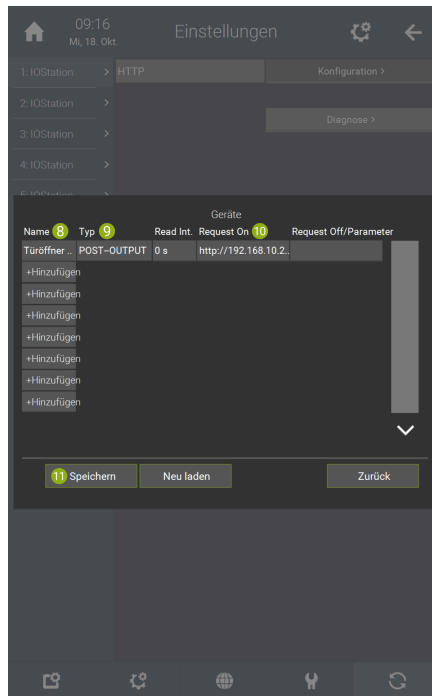 09:16
Mi, 18. Okt.
Einstellungen
1: IOStation
HTTP
Konfiguration >
2: IOStation
Diagnose >
3: IOStation
4: IOStation
5: IOStation
Geräte
Name 8 Typ 9 Read Int. Request On 10 Request Off/Parameter
Türöffner .. POST-OUTPUT 0 s http://192.168.10.2..
+Hinzufügen
+Hinzufügen
+Hinzufügen
+Hinzufügen
+Hinzufügen
+Hinzufügen
+Hinzufügen
11 Speichern Neu laden Zurück